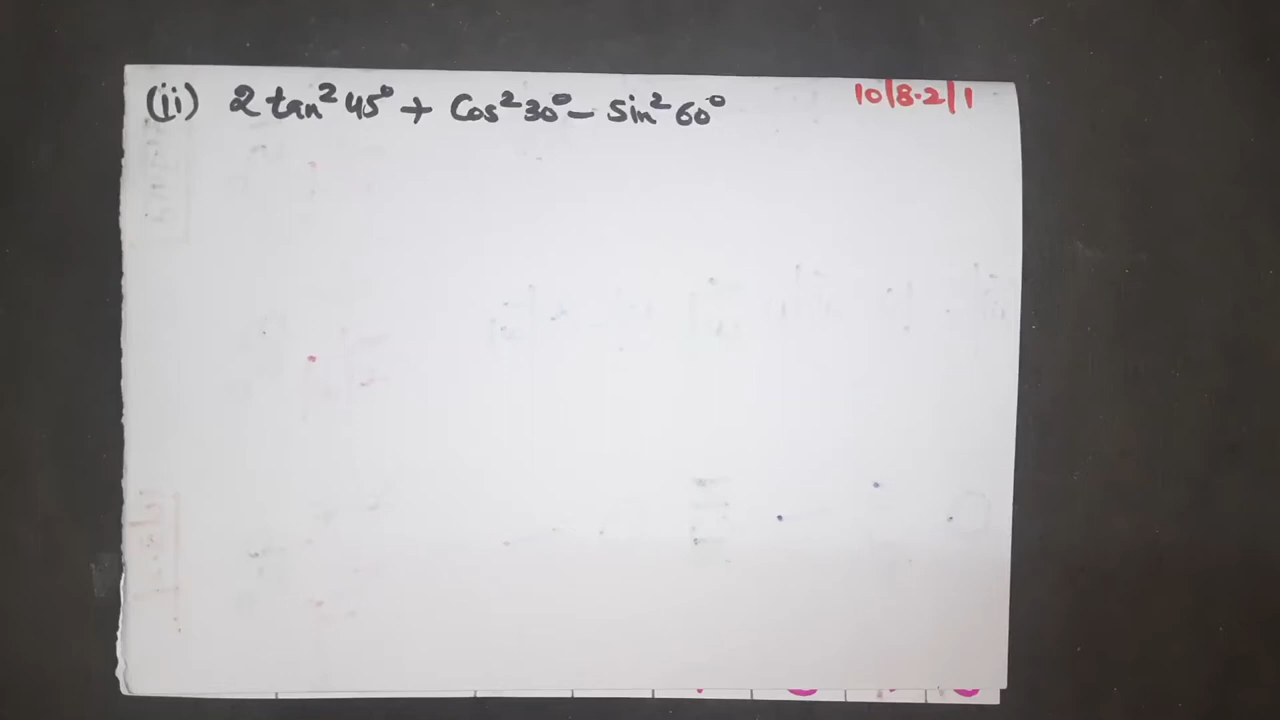 (ii) 2 tan² 45° + Cos² 30° – Sin² 60°
10|8.2|1